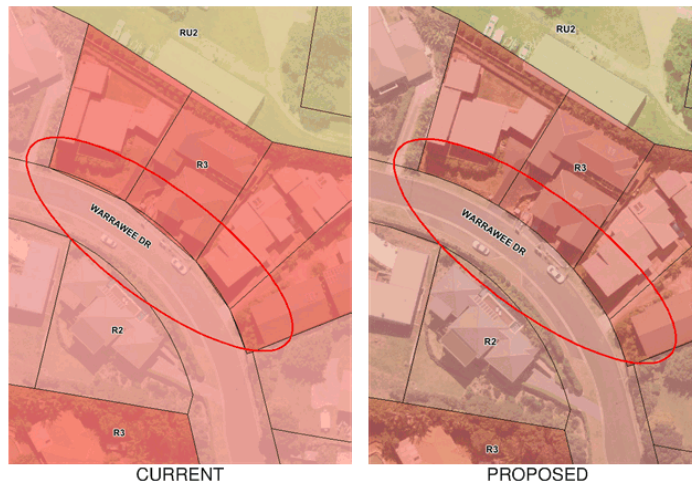 RU2
R3
WARRAWEE DR
R2
R3
CURRENT
RU2
R3
WARRAWEE DR
R2
R3
PROPOSED